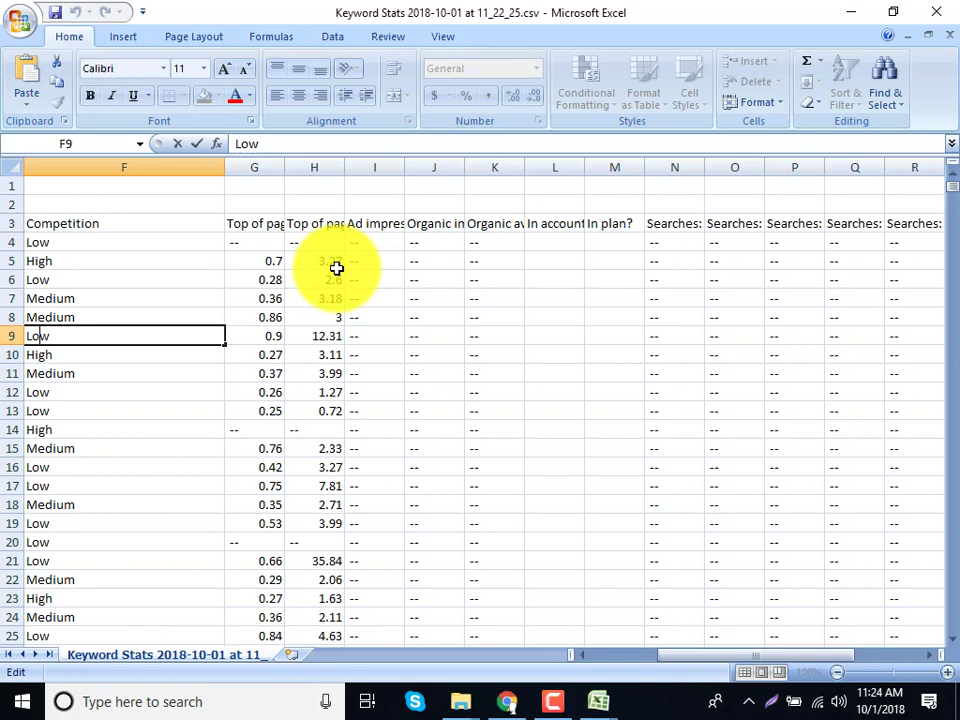 Keyword Stats 2018-10-01 at 11_22_25.csv - Microsoft Excel
Home Insert Page Layout Formulas Data Review View
Paste
Calibri 11 A A
B I U A
General
$ % ,
Conditional Formatting
Format as Table
Cell Styles
Insert
Delete
Format
Σ
Sort & Filter
Find & Select
Clipboard Font Alignment Number Styles Cells Editing
F9 fx Low
F G H I J K L M N O P Q R
1
2
3 Competition Top of pag Top of pag Ad impres Organic in Organic av In account In plan? Searches: Searches: Searches: Searches: Searches:
4 Low -- -- -- -- -- -- -- -- -- --
5 High 0.7 3.37 -- -- -- -- -- -- -- --
6 Low 0.28 2.6 -- -- -- -- -- -- -- --
7 Medium 0.36 3.18 -- -- -- -- -- -- -- --
8 Medium 0.86 3 -- -- -- -- -- -- -- --
9 Low 0.9 12.31 -- -- -- -- -- -- -- --
10 High 0.27 3.11 -- -- -- -- -- -- -- --
11 Medium 0.37 3.99 -- -- -- -- -- -- -- --
12 Low 0.26 1.27 -- -- -- -- -- -- -- --
13 Low 0.25 0.72 -- -- -- -- -- -- -- --
14 High -- -- -- -- -- -- -- -- -- --
15 Medium 0.76 2.33 -- -- -- -- -- -- -- --
16 Low 0.42 3.27 -- -- -- -- -- -- -- --
17 Low 0.75 7.81 -- -- -- -- -- -- -- --
18 Medium 0.35 2.71 -- -- -- -- -- -- -- --
19 Low 0.53 3.99 -- -- -- -- -- -- -- --
20 Low -- -- -- -- -- -- -- -- -- --
21 Low 0.66 35.84 -- -- -- -- -- -- -- --
22 Medium 0.29 2.06 -- -- -- -- -- -- -- --
23 High 0.27 1.63 -- -- -- -- -- -- -- --
24 Medium 0.36 2.11 -- -- -- -- -- -- -- --
25 Low 0.84 4.63 -- -- -- -- -- -- -- --
Keyword Stats 2018-10-01 at 11_
Edit 100%
Type here to search
11:24 AM
10/1/2018